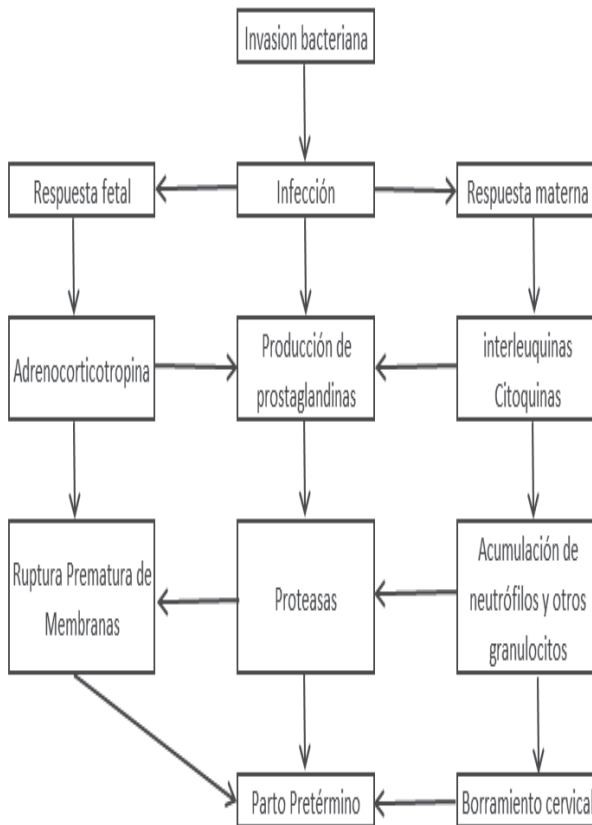 Invasion bacteriana
Respuesta fetal
Infección
Respuesta materna
Adrenocorticotropina
Producción de
prostaglandinas
interleuquinas
Citoquinas
Ruptura Prematura de
Membranas
Proteasas
Acumulación de
neutrófilos y otros
granulocitos
Parto Pretérmino
Borramiento cervical